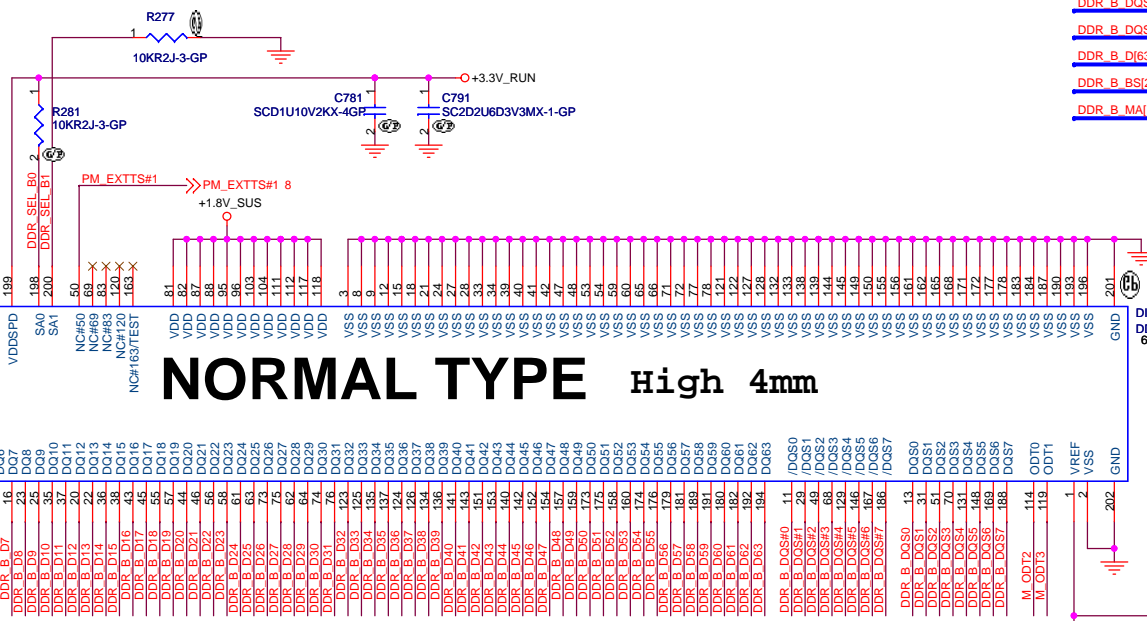 R277
1
10KR2J-3-GP
+3.3V_RUN
1
R281
10KR2J-3-GP
2
C781
SCD1U10V2KX-4GP
1
2
C791
SC2D2U6D3V3MX-1-GP
1
2
DDR_B_D[63
DDR_B_BS[2
DDR_B_MA[
DDR_SEL_B0
DDR_SEL_B1
PM_EXTTS#1
PM_EXTTS#1 8
+1.8V_SUS
199 198 200 50 69 83 120 163 81 82 87 88 95 96 103 104 111 112 117 118 3 8 9 12 15 18 21 24 27 28 33 34 39 40 41 42 47 48 53 54 59 60 65 66 71 72 77 78 121 122 127 128 132 133 138 139 144 145 149 150 155 156 161 162 165 168 171 172 177 178 183 184 187 190 193 196 201
VDDSPD SA0 SA1 NC#50 NC#69 NC#83 NC#120 NC#163/TEST VDD VDD VDD VDD VDD VDD VDD VDD VDD VDD VDD VDD VSS VSS VSS VSS VSS VSS VSS VSS VSS VSS VSS VSS VSS VSS VSS VSS VSS VSS VSS VSS VSS VSS VSS VSS VSS VSS VSS VSS VSS VSS VSS VSS VSS VSS VSS VSS VSS VSS VSS VSS VSS VSS VSS VSS VSS VSS VSS VSS VSS VSS VSS VSS VSS VSS VSS VSS GND
NORMAL TYPE High 4mm
DQ7 DQ8 DQ9 DQ10 DQ11 DQ12 DQ13 DQ14 DQ15 DQ16 DQ17 DQ18 DQ19 DQ20 DQ21 DQ22 DQ23 DQ24 DQ25 DQ26 DQ27 DQ28 DQ29 DQ30 DQ31 DQ32 DQ33 DQ34 DQ35 DQ36 DQ37 DQ38 DQ39 DQ40 DQ41 DQ42 DQ43 DQ44 DQ45 DQ46 DQ47 DQ48 DQ49 DQ50 DQ51 DQ52 DQ53 DQ54 DQ55 DQ56 DQ57 DQ58 DQ59 DQ60 DQ61 DQ62 DQ63 /DQS0 /DQS1 /DQS2 /DQS3 /DQS4 /DQS5 /DQS6 /DQS7 DQS0 DQS1 DQS2 DQS3 DQS4 DQS5 DQS6 DQS7 ODT0 ODT1 VREF VSS GND
16 23 25 35 37 20 22 36 38 43 45 55 57 44 46 56 58 61 63 73 75 62 64 74 76 123 125 135 137 124 126 134 136 141 143 151 153 140 142 152 154 157 159 173 175 158 160 174 176 179 181 189 191 180 182 192 194 11 29 49 68 129 146 167 186 13 31 51 70 131 148 169 188 114 119 1 2 202
DDR_B_D7 DDR_B_D8 DDR_B_D9 DDR_B_D10 DDR_B_D11 DDR_B_D12 DDR_B_D13 DDR_B_D14 DDR_B_D15 DDR_B_D16 DDR_B_D17 DDR_B_D18 DDR_B_D19 DDR_B_D20 DDR_B_D21 DDR_B_D22 DDR_B_D23 DDR_B_D24 DDR_B_D25 DDR_B_D26 DDR_B_D27 DDR_B_D28 DDR_B_D29 DDR_B_D30 DDR_B_D31 DDR_B_D32 DDR_B_D33 DDR_B_D34 DDR_B_D35 DDR_B_D36 DDR_B_D37 DDR_B_D38 DDR_B_D39 DDR_B_D40 DDR_B_D41 DDR_B_D42 DDR_B_D43 DDR_B_D44 DDR_B_D45 DDR_B_D46 DDR_B_D47 DDR_B_D48 DDR_B_D49 DDR_B_D50 DDR_B_D51 DDR_B_D52 DDR_B_D53 DDR_B_D54 DDR_B_D55 DDR_B_D56 DDR_B_D57 DDR_B_D58 DDR_B_D59 DDR_B_D60 DDR_B_D61 DDR_B_D62 DDR_B_D63 DDR_B_DQS#0 DDR_B_DQS#1 DDR_B_DQS#2 DDR_B_DQS#3 DDR_B_DQS#4 DDR_B_DQS#5 DDR_B_DQS#6 DDR_B_DQS#7 DDR_B_DQS0 DDR_B_DQS1 DDR_B_DQS2 DDR_B_DQS3 DDR_B_DQS4 DDR_B_DQS5 DDR_B_DQS6 DDR_B_DQS7 M_ODT2 M_ODT3